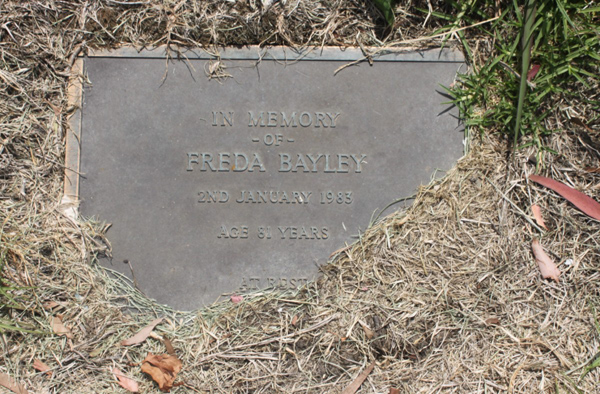 IN MEMORY
-OF-
FREDA BAYLEY
2ND JANUARY 1983
AGE 81 YEARS
AT REST